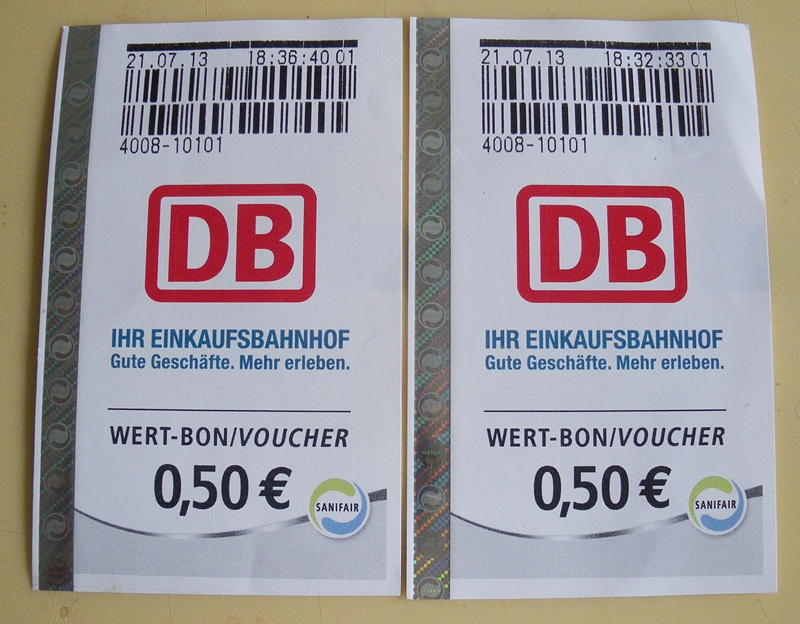 21.07.13 18:36:40 01
4008-10101
DB
IHR EINKAUFSBAHNHOF
Gute Geschäfte. Mehr erleben.
WERT-BON/VOUCHER
0,50 €
SANIFAIR
21.07.13 18:32:33 01
4008-10101
DB
IHR EINKAUFSBAHNHOF
Gute Geschäfte. Mehr erleben.
WERT-BON/VOUCHER
0,50 €
SANIFAIR